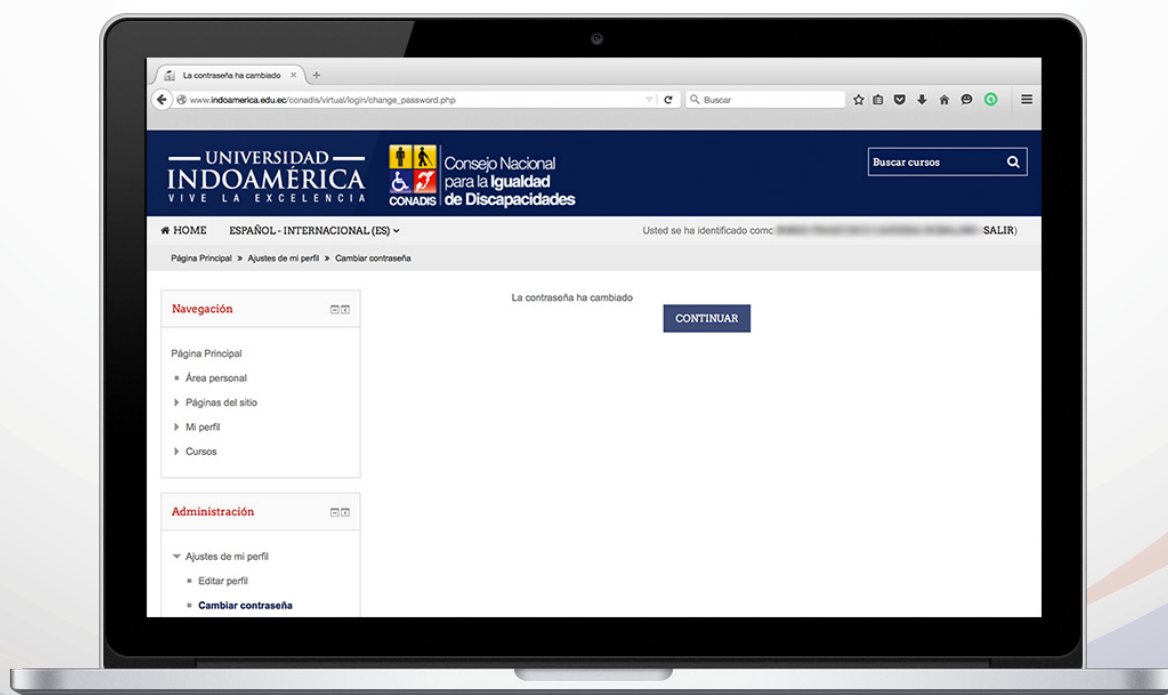 La contraseña ha cambiado
www.indoamerica.edu.ec/conadis/virtual/login/change_password.php
Buscar
UNIVERSIDAD
INDOAMÉRICA
VIVE LA EXCELENCIA
CONADIS
Consejo Nacional
para la Igualdad
de Discapacidades
Buscar cursos
HOME ESPAÑOL - INTERNACIONAL (ES)
Usted se ha identificado como
SALIR)
Página Principal » Ajustes de mi perfil » Cambiar contraseña
Navegación
Página Principal
Área personal
Páginas del sitio
Mi perfil
Cursos
Administración
Ajustes de mi perfil
Editar perfil
Cambiar contraseña
La contraseña ha cambiado
CONTINUAR